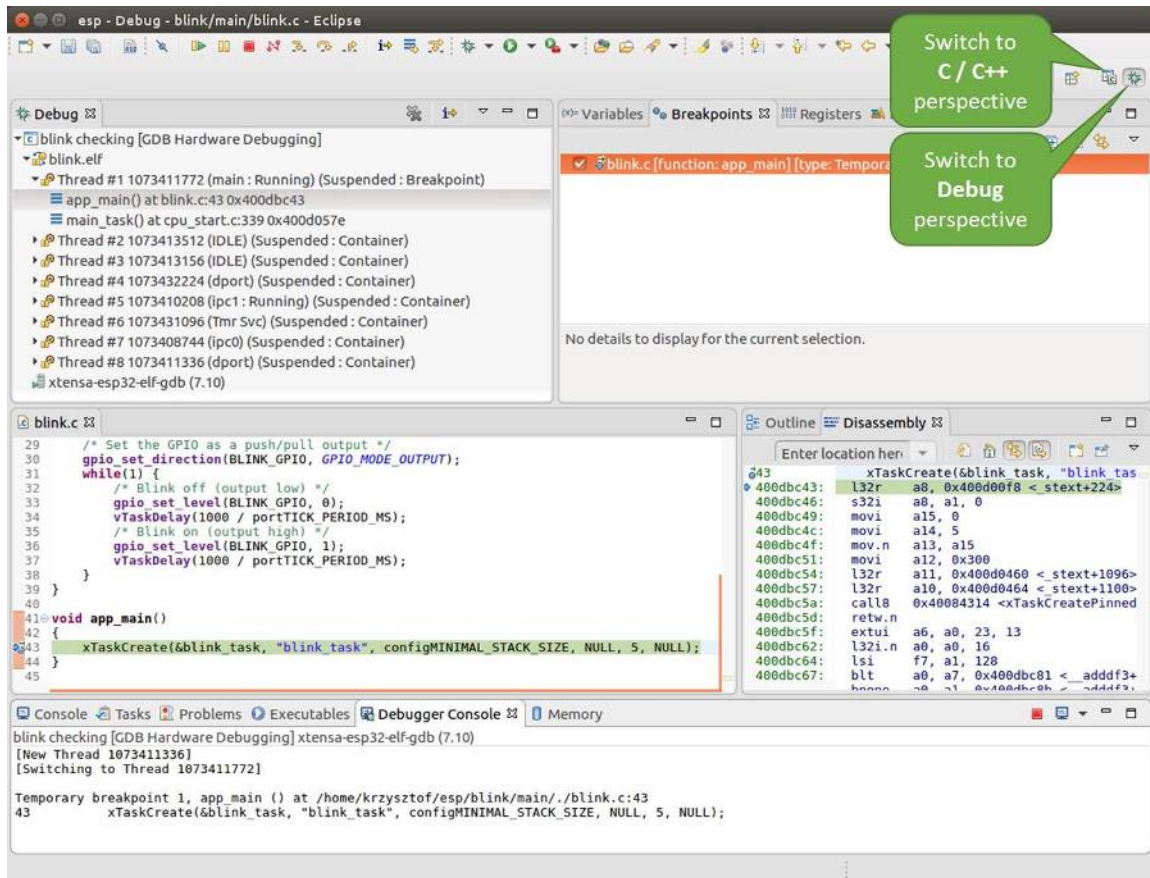 esp - Debug - blink/main/blink.c - Eclipse
Switch to
C / C++
perspective
Switch to
Debug
perspective
Debug
blink checking [GDB Hardware Debugging]
blink.elf
Thread #1 1073411772 (main : Running) (Suspended : Breakpoint)
app_main() at blink.c:43 0x400dbc43
main_task() at cpu_start.c:339 0x400d057e
Thread #2 1073413512 (IDLE) (Suspended : Container)
Thread #3 1073413156 (IDLE) (Suspended : Container)
Thread #4 1073432224 (dport) (Suspended : Container)
Thread #5 1073410208 (ipc1 : Running) (Suspended : Container)
Thread #6 1073431096 (Tmr Svc) (Suspended : Container)
Thread #7 1073408744 (ipc0) (Suspended : Container)
Thread #8 1073411336 (dport) (Suspended : Container)
xtensa-esp32-elf-gdb (7.10)
(x)= Variables Breakpoints Registers
blink.c [function: app_main] [type: Tempora
No details to display for the current selection.
blink.c
29 /* Set the GPIO as a push/pull output */
30 gpio_set_direction(BLINK_GPIO, GPIO_MODE_OUTPUT);
31 while(1) {
32 /* Blink off (output low) */
33 gpio_set_level(BLINK_GPIO, 0);
34 vTaskDelay(1000 / portTICK_PERIOD_MS);
35 /* Blink on (output high) */
36 gpio_set_level(BLINK_GPIO, 1);
37 vTaskDelay(1000 / portTICK_PERIOD_MS);
38 }
39 }
40
41 void app_main()
42 {
43 xTaskCreate(&blink_task, "blink_task", configMINIMAL_STACK_SIZE, NULL, 5, NULL);
44 }
45
Outline Disassembly
Enter location her
43 xTaskCreate(&blink_task, "blink_tas
400dbc43: l32r a8, 0x400d00f8 <_stext+224>
400dbc46: s32i a8, a1, 0
400dbc49: movi a15, 0
400dbc4c: movi a14, 5
400dbc4f: mov.n a13, a15
400dbc51: movi a12, 0x300
400dbc54: l32r a11, 0x400d0460 <_stext+1096>
400dbc57: l32r a10, 0x400d0464 <_stext+1100>
400dbc5a: call8 0x40084314 <xTaskCreatePinned
400dbc5d: retw.n
400dbc5f: extui a6, a0, 23, 13
400dbc62: l32i.n a0, a0, 16
400dbc64: lsi f7, a1, 128
400dbc67: blt a0, a7, 0x400dbc81 <__adddf3+
Console Tasks Problems Executables Debugger Console Memory
blink checking [GDB Hardware Debugging] xtensa-esp32-elf-gdb (7.10)
[New Thread 1073411336]
[Switching to Thread 1073411772]
Temporary breakpoint 1, app_main () at /home/krzysztof/esp/blink/main/./blink.c:43
43 xTaskCreate(&blink_task, "blink_task", configMINIMAL_STACK_SIZE, NULL, 5, NULL);